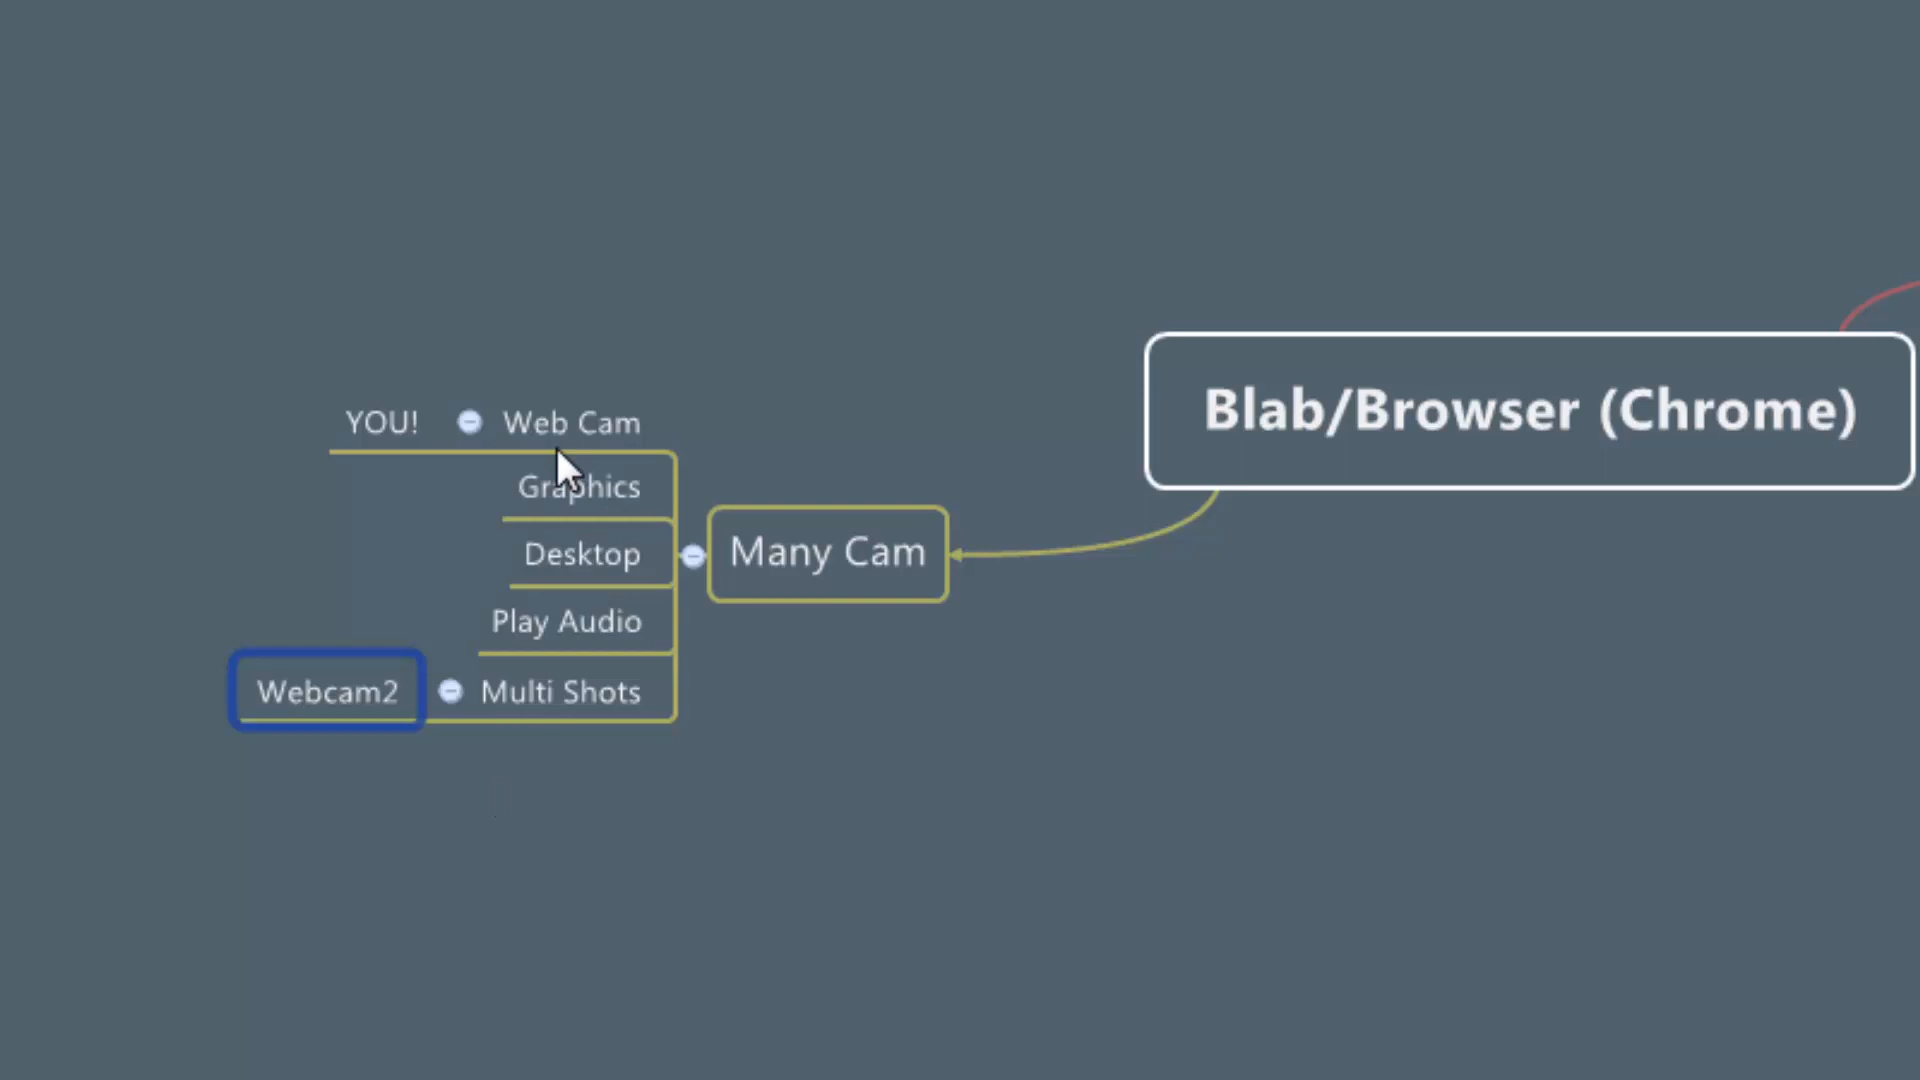 Blab/Browser (Chrome)
YOU! Web Cam
Graphics
Many Cam
Desktop
Play Audio
Webcam2 Multi Shots